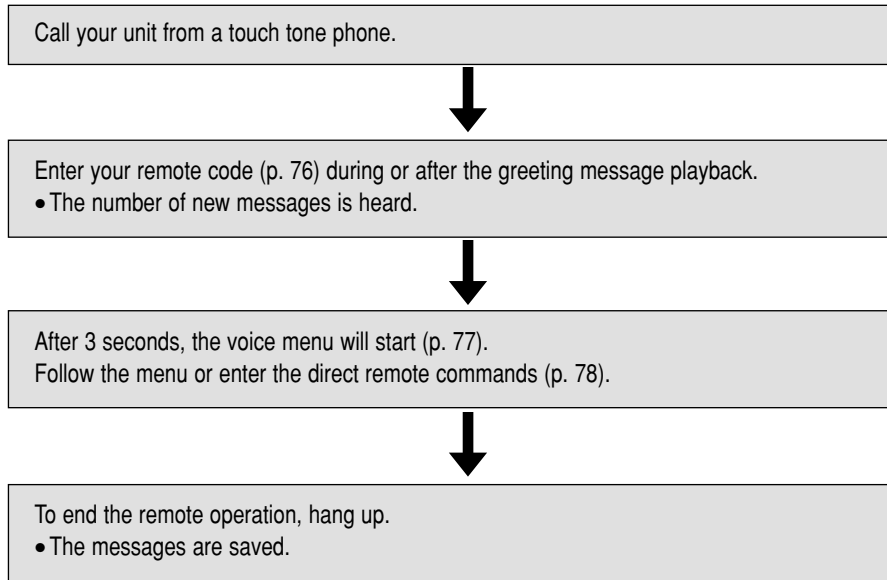 Call your unit from a touch tone phone.
Enter your remote code (p. 76) during or after the greeting message playback.
• The number of new messages is heard.
After 3 seconds, the voice menu will start (p. 77).
Follow the menu or enter the direct remote commands (p. 78).
To end the remote operation, hang up.
• The messages are saved.